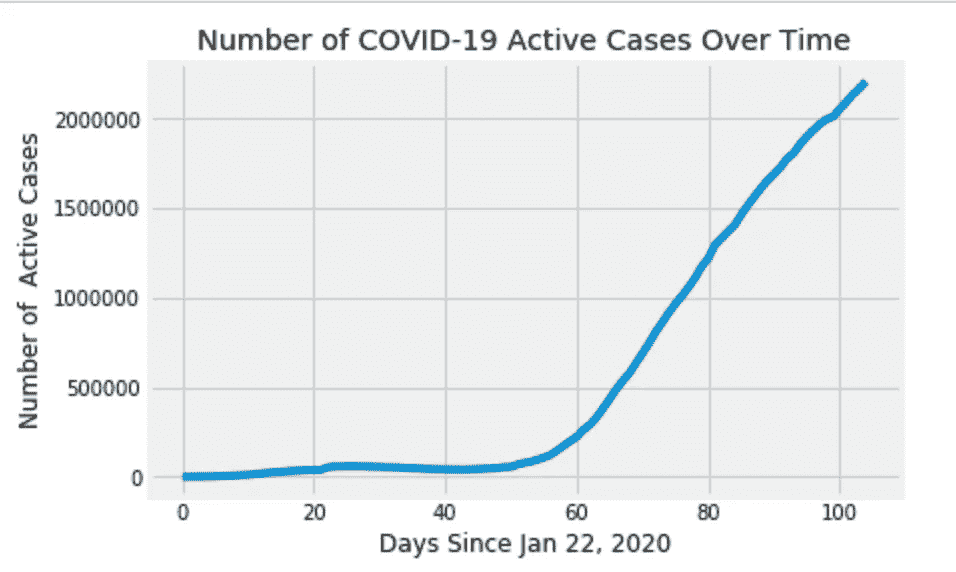 Number of COVID-19 Active Cases Over Time
2000000
1500000
1000000
500000
0
Number of  Active Cases
0 20 40 60 80 100
Days Since Jan 22, 2020